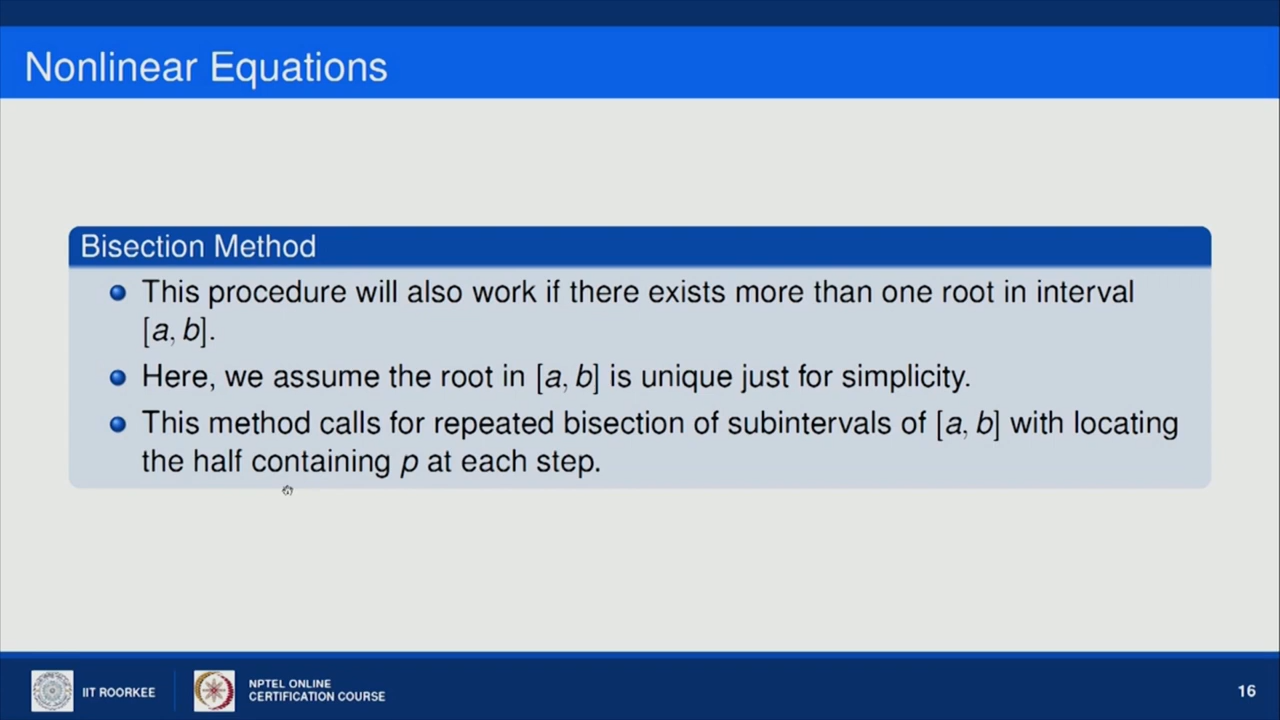 Nonlinear Equations
Bisection Method
This procedure will also work if there exists more than one root in interval
[a, b].
Here, we assume the root in [a, b] is unique just for simplicity.
This method calls for repeated bisection of subintervals of [a, b] with locating
the half containing p at each step.
IIT ROORKEE
NPTEL ONLINE
CERTIFICATION COURSE
16